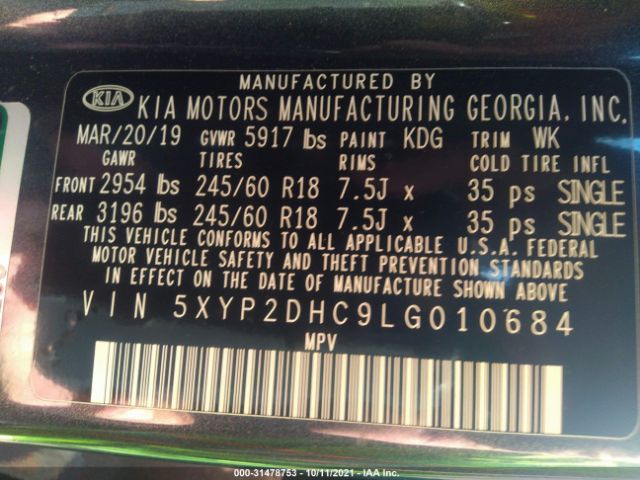 MANUFACTURED BY
KIA KIA MOTORS MANUFACTURING GEORGIA, INC.
MAR/20/19 GVWR 5917 lbs PAINT KDG TRIM WK
GAWR TIRES RIMS COLD TIRE INFL
FRONT 2954 lbs 245/60 R18 7.5J x 35 ps SINGLE
REAR 3196 lbs 245/60 R18 7.5J x 35 ps SINGLE
THIS VEHICLE CONFORMS TO ALL APPLICABLE U.S.A. FEDERAL
MOTOR VEHICLE SAFETY AND THEFT PREVENTION STANDARDS
IN EFFECT ON THE DATE OF MANUFACTURE SHOWN ABOVE
VIN 5XYP2DHC9LG010684
MPV
000-31478753 - 10/11/2021 - IAA Inc.